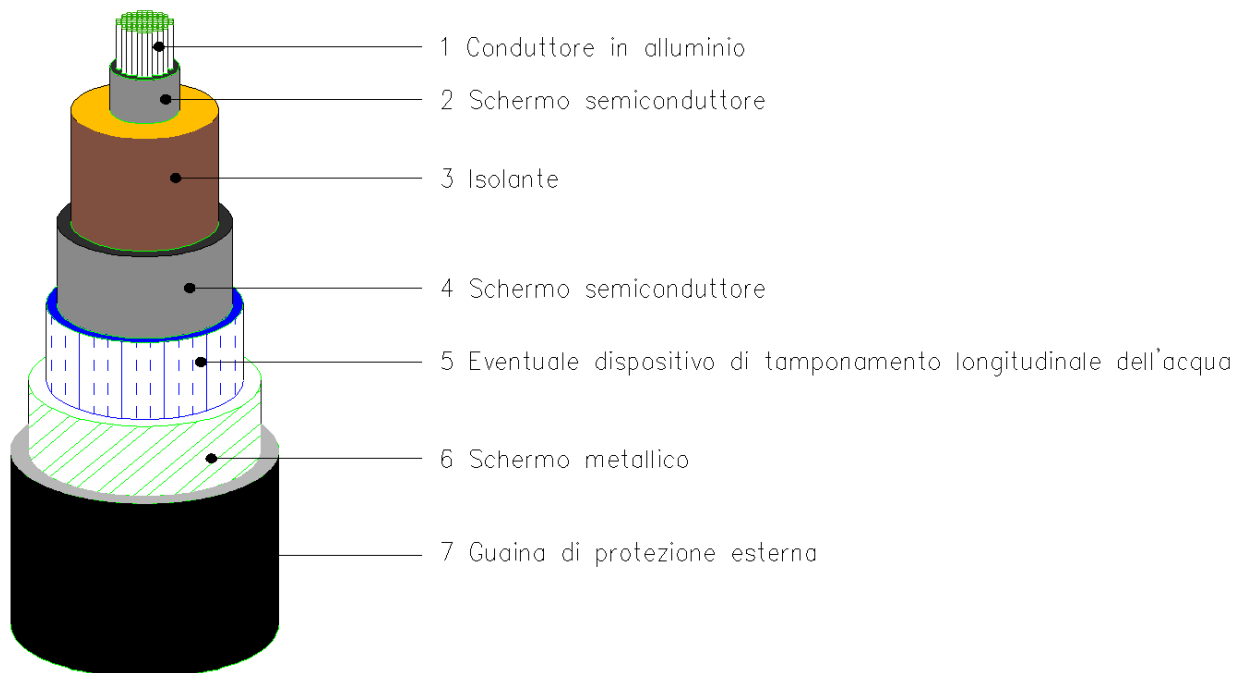 1 Conduttore in alluminio
2 Schermo semiconduttore
3 Isolante
4 Schermo semiconduttore
5 Eventuale dispositivo di tamponamento longitudinale dell'acqua
6 Schermo metallico
7 Guaina di protezione esterna